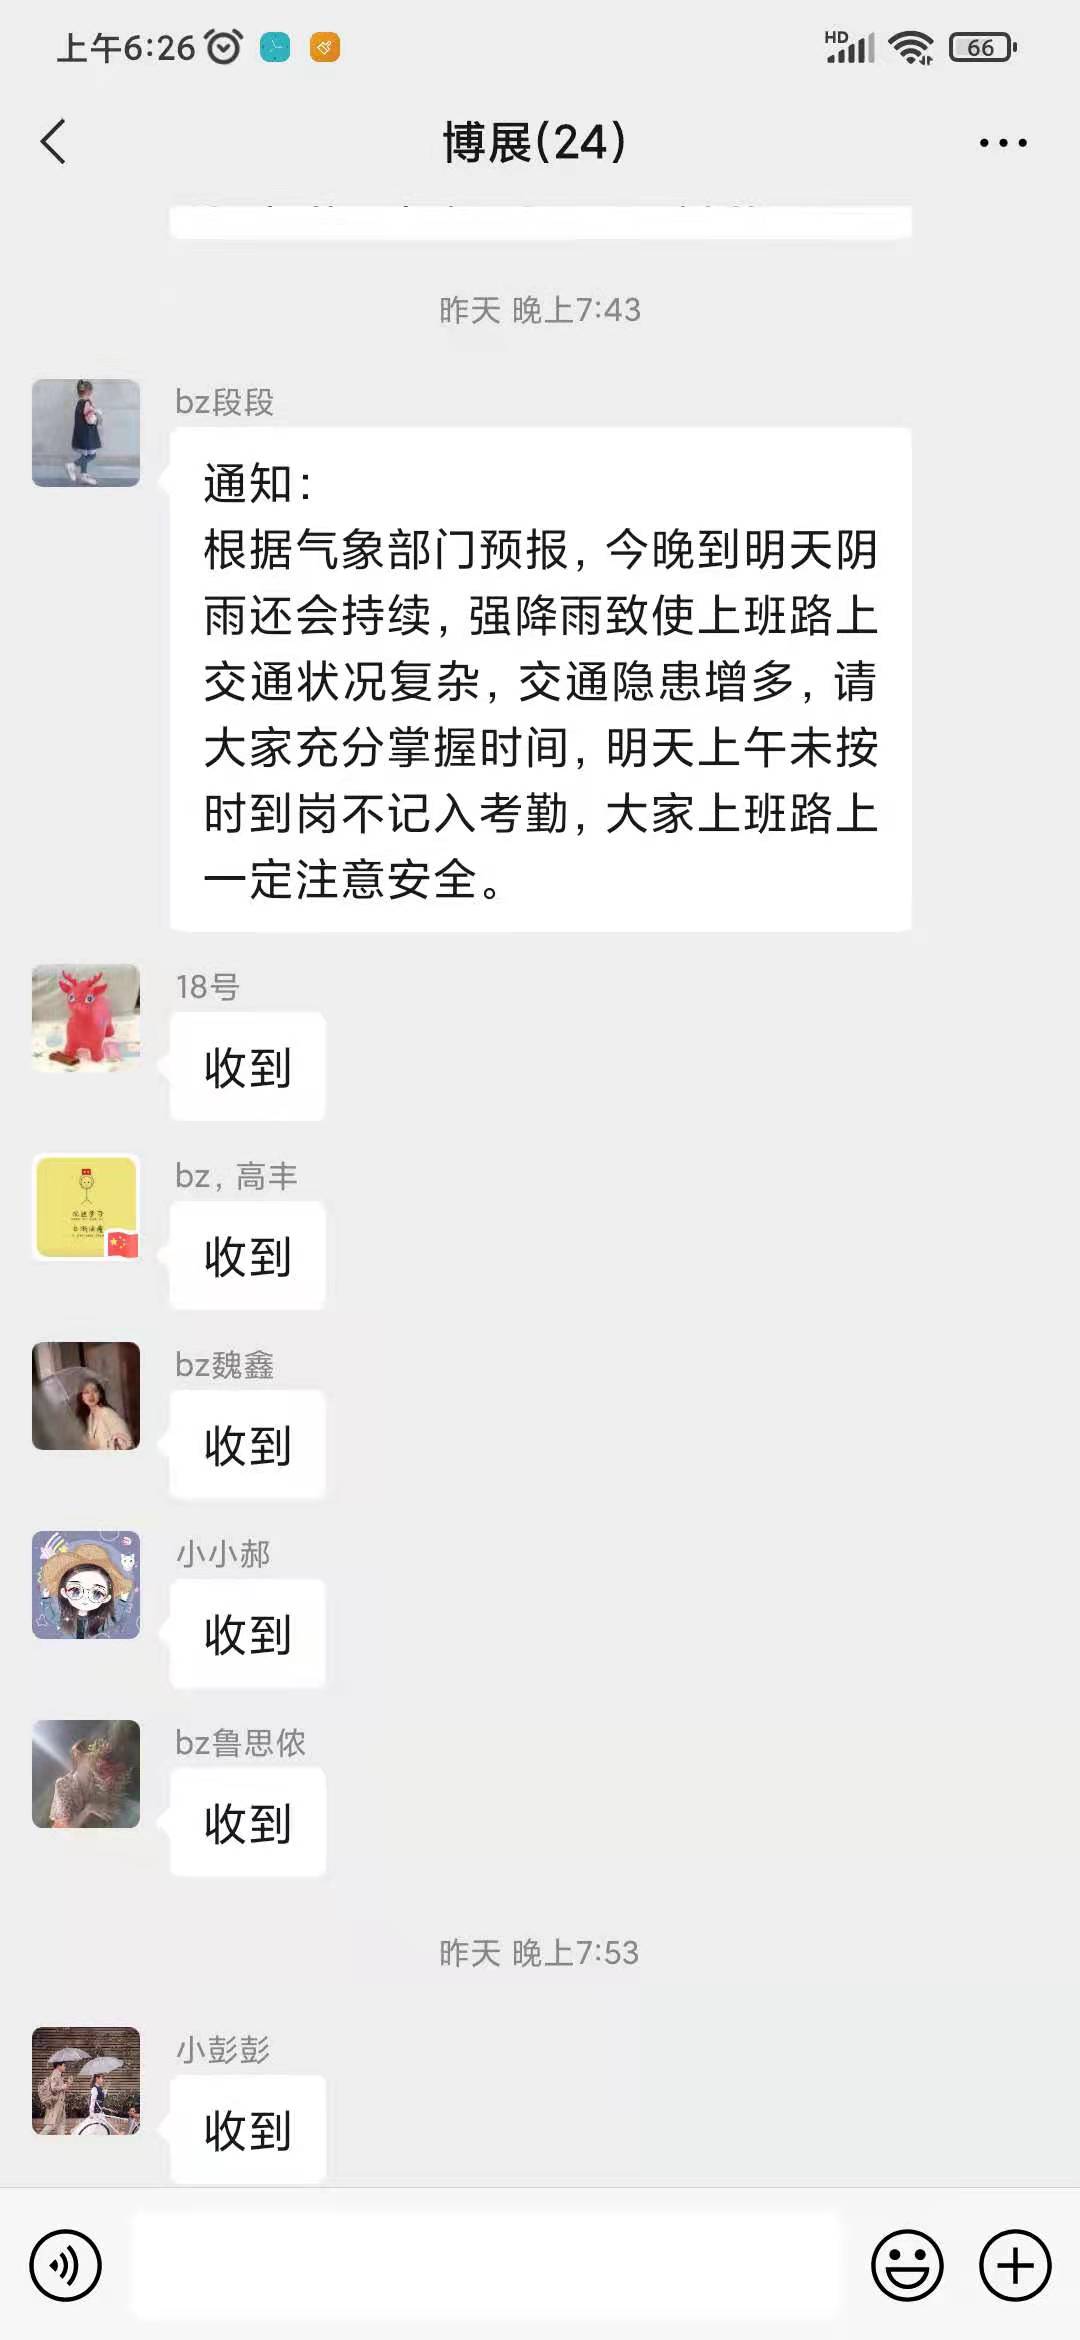 上午6:26
HD
66
博展(24)
昨天 晚上7:43
bz段段
通知：
根据气象部门预报，今晚到明天阴
雨还会持续，强降雨致使上班路上
交通状况复杂，交通隐患增多，请
大家充分掌握时间，明天上午未按
时到岗不记入考勤，大家上班路上
一定注意安全。
18号
收到
bz，高丰
收到
bz魏鑫
收到
小小郝
收到
bz鲁思侬
收到
昨天 晚上7:53
小彭彭
收到